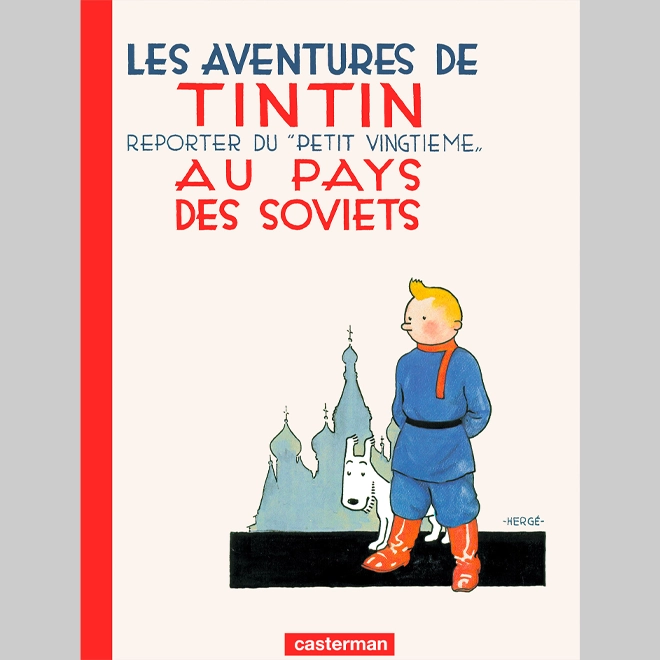 LES AVENTURES DE
TINTIN
REPORTER DU "PETIT VINGTIEME„
AU PAYS
DES SOVIETS
-HERGÉ-
casterman